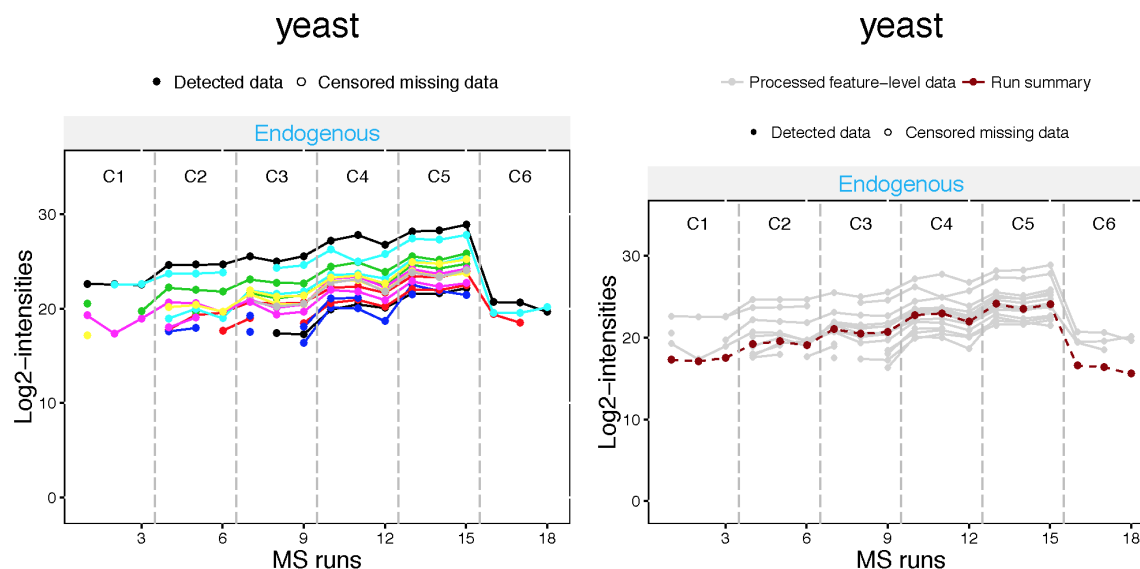 yeast
Detected data
Censored missing data
Endogenous
C1 C2 C3 C4 C5 C6
30
20
10
0
Log2−intensities
3 6 9 12 15 18
MS runs
yeast
Processed feature−level data
Run summary
Detected data
Censored missing data
Endogenous
C1 C2 C3 C4 C5 C6
30
20
10
0
Log2−intensities
3 6 9 12 15 18
MS runs